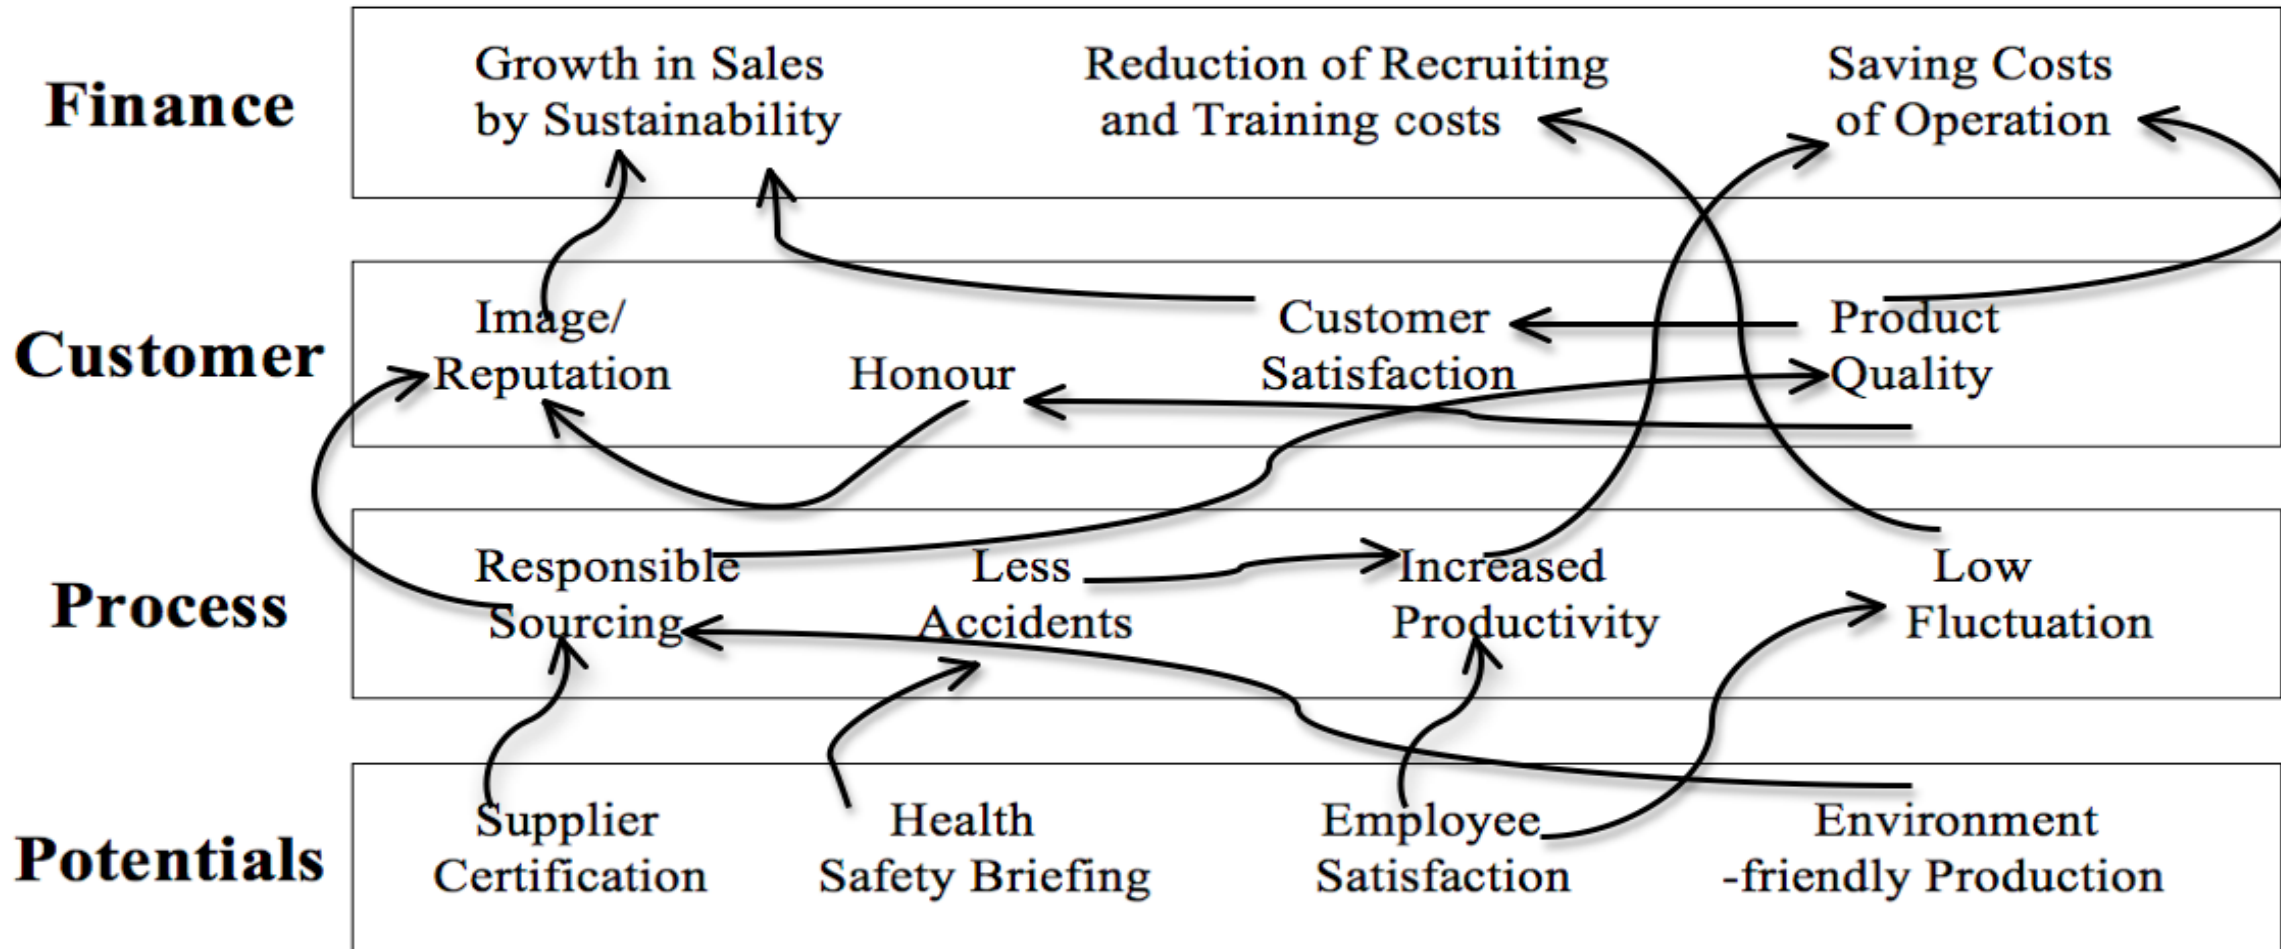 Finance
Growth in Sales
by Sustainability
Reduction of Recruiting
and Training costs
Saving Costs
of Operation
Customer
Image/
Reputation
Honour
Customer
Satisfaction
Product
Quality
Process
Responsible
Sourcing
Less
Accidents
Increased
Productivity
Low
Fluctuation
Potentials
Supplier
Certification
Health
Safety Briefing
Employee
Satisfaction
Environment
-friendly Production